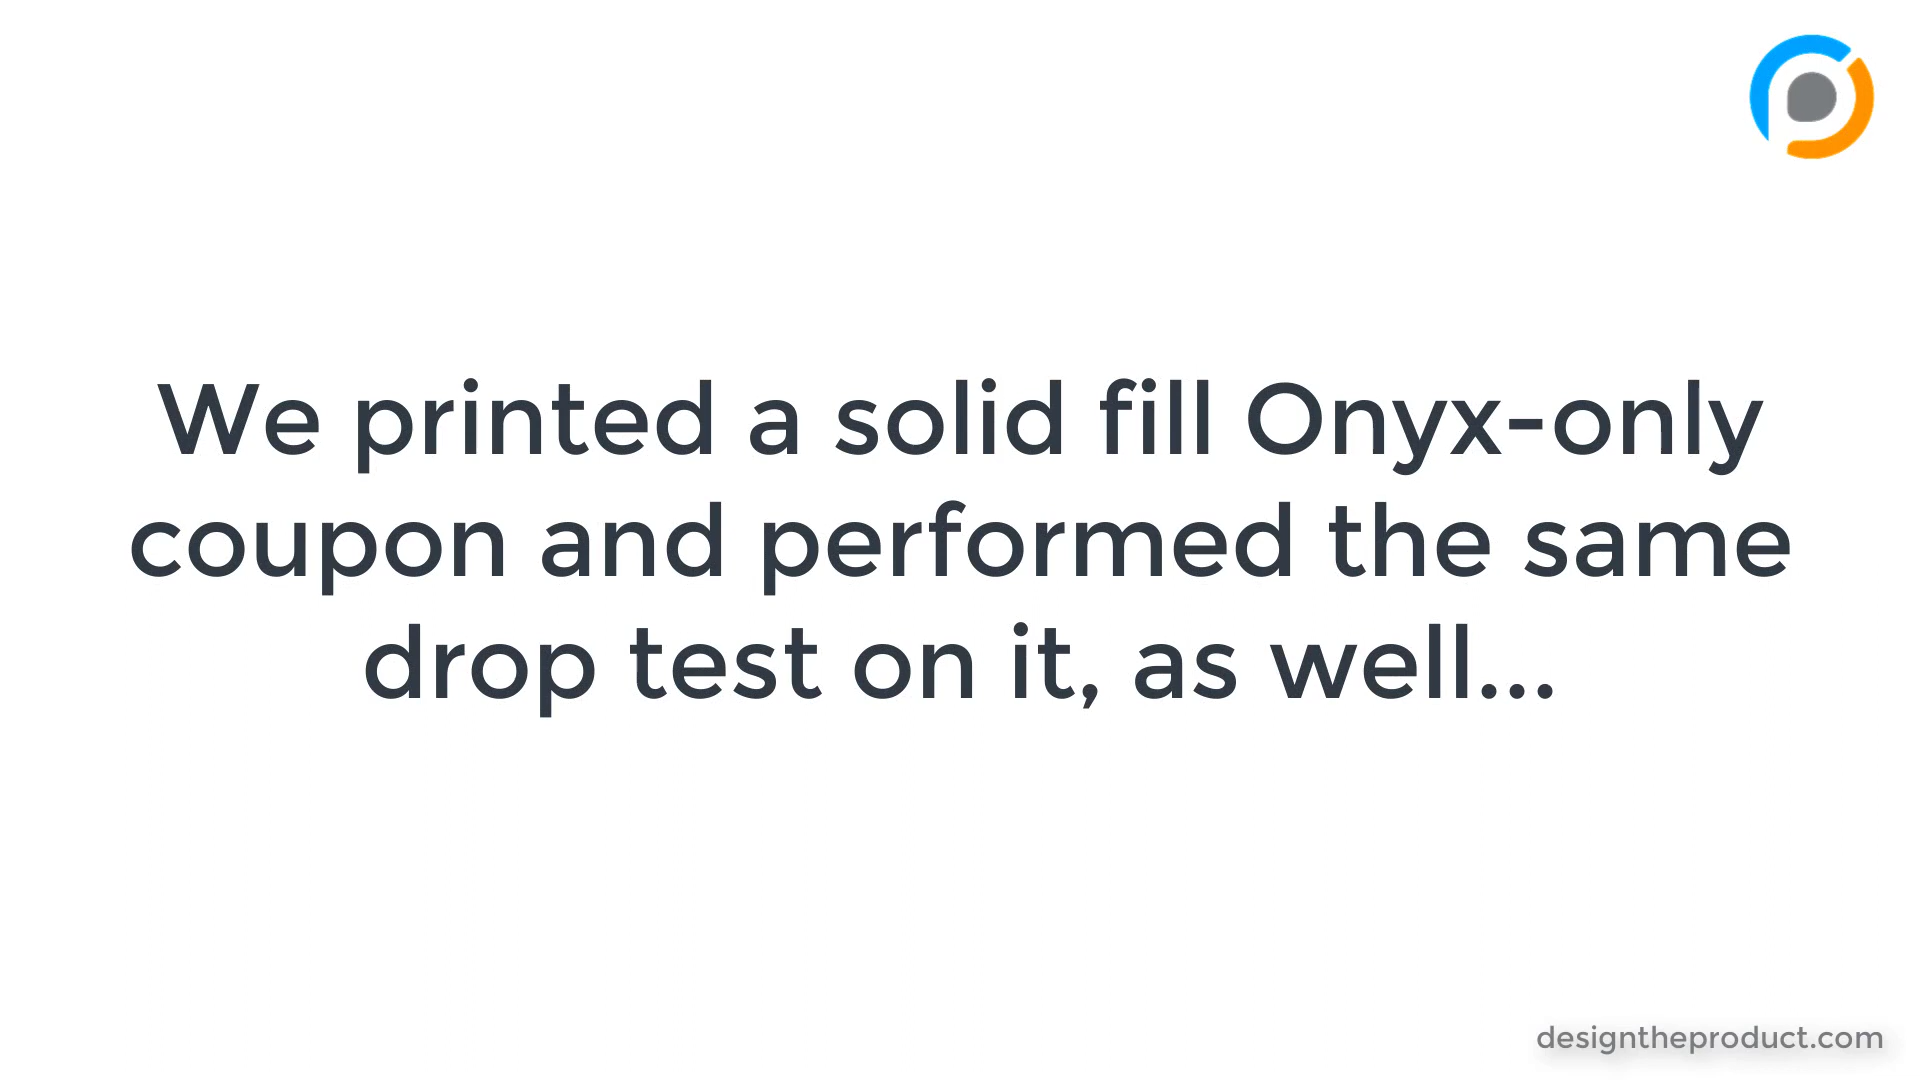 We printed a solid fill Onyx-only
coupon and performed the same
drop test on it, as well...
designtheproduct.com